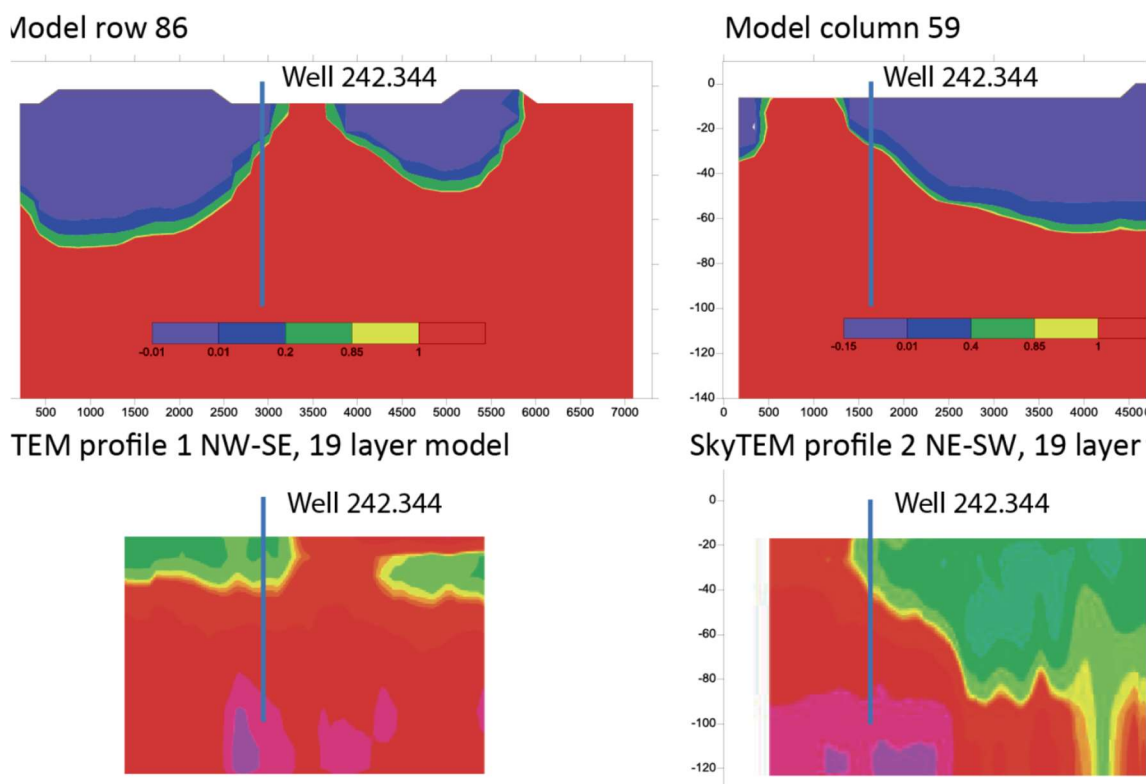 Model row 86
Well 242.344
-0.01 0.01 0.2 0.85 1
500 1000 1500 2000 2500 3000 3500 4000 4500 5000 5500 6000 6500 7000
Model column 59
Well 242.344
0
-20
-40
-60
-80
-100
-120
-140
-0.15 0.01 0.4 0.85 1
0 500 1000 1500 2000 2500 3000 3500 4000 4500
TEM profile 1 NW-SE, 19 layer model
Well 242.344
SkyTEM profile 2 NE-SW, 19 layer
Well 242.344
0
-20
-40
-60
-80
-100
-120